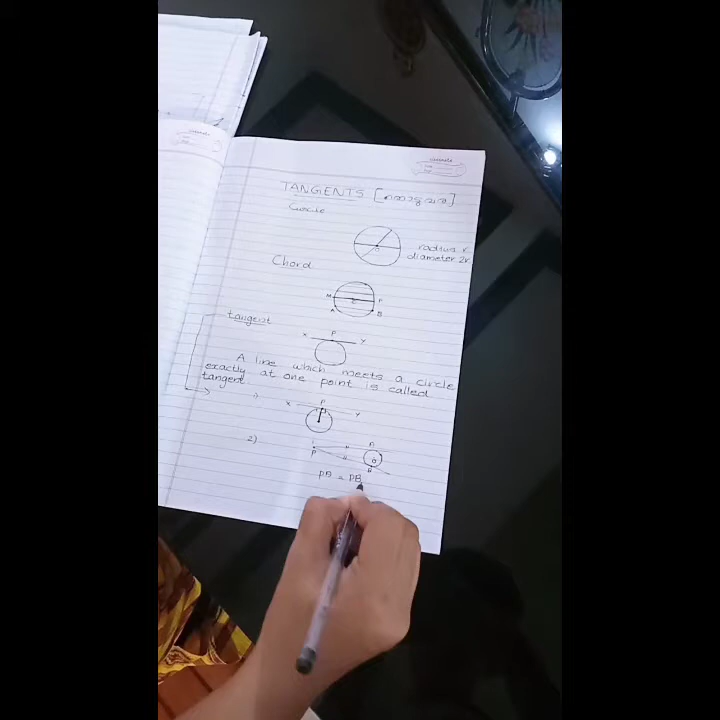 TANGENTS
Circle
radius r
diameter 2r
Chord
M
A
B
tangent
X P Y
A line which meets a circle
exactly at one point is called
tangent.
1)
X P Y
2)
A
P
B
PA = PB